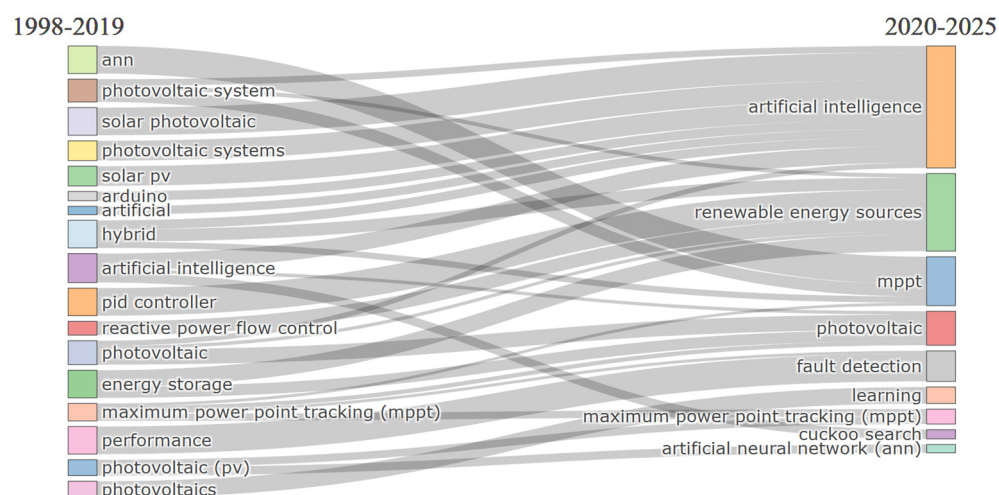 1998-2019
2020-2025
ann
photovoltaic system
solar photovoltaic
photovoltaic systems
solar pv
arduino
artificial
hybrid
artificial intelligence
pid controller
reactive power flow control
photovoltaic
energy storage
maximum power point tracking (mppt)
performance
photovoltaic (pv)
photovoltaics
artificial intelligence
renewable energy sources
mppt
photovoltaic
fault detection
learning
maximum power point tracking (mppt)
cuckoo search
artificial neural network (ann)